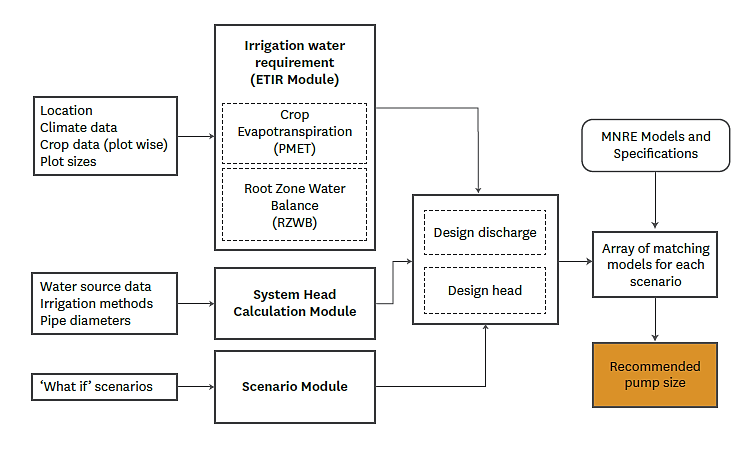 Irrigation water
requirement
(ETIR Module)
Location
Climate data
Crop data (plot wise)
Plot sizes
Crop
Evapotranspiration
(PMET)
Root Zone Water
Balance
(RZWB)
MNRE Models and
Specifications
Design discharge
Design head
Array of matching
models for each
scenario
Water source data
Irrigation methods
Pipe diameters
System Head
Calculation Module
'What if' scenarios
Scenario Module
Recommended
pump size